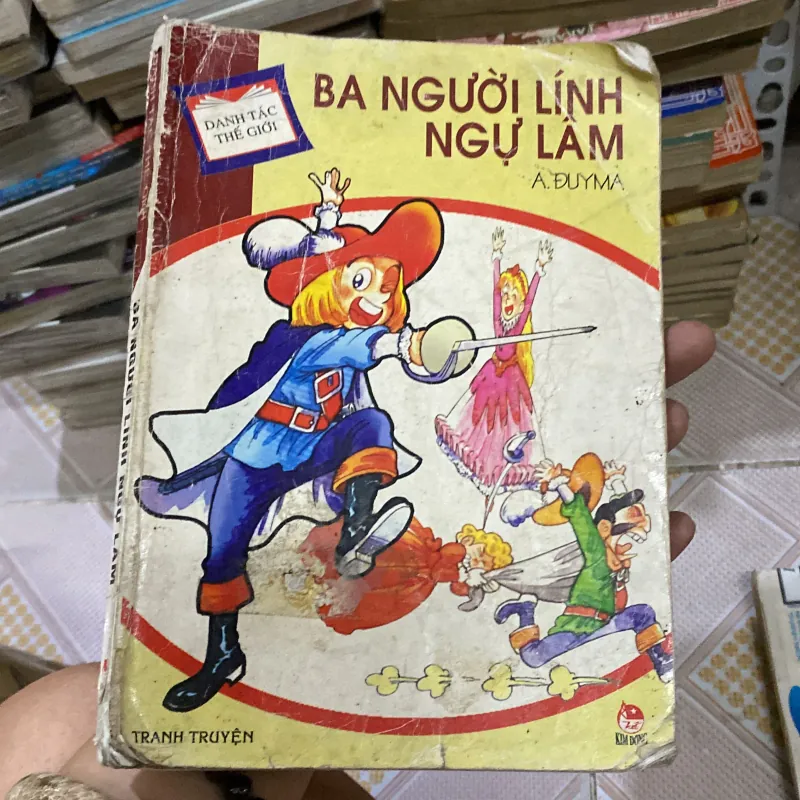 DANH TÁC
THẾ GIỚI
BA NGƯỜI LÍNH
NGỰ LÂM
A. ĐUYMA
BA NGƯỜI LÍNH NGỰ LÂM
TRANH TRUYỆN
KIM ĐỒNG